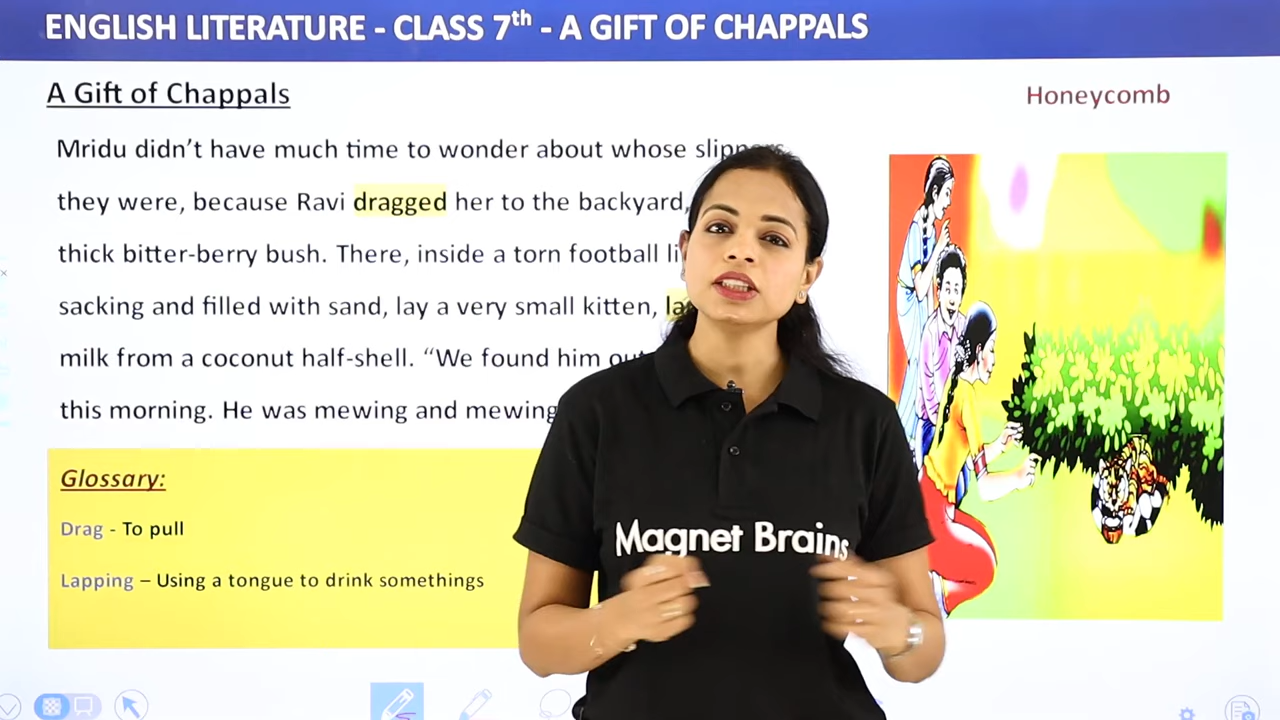 ENGLISH LITERATURE - CLASS 7th - A GIFT OF CHAPPALS
A Gift of Chappals
Honeycomb
Mridu didn't have much time to wonder about whose slippers
they were, because Ravi dragged her to the backyard,
thick bitter-berry bush. There, inside a torn football
sacking and filled with sand, lay a very small kitten,
milk from a coconut half-shell. “We found him
this morning. He was mewing and mewing
Glossary:
Drag - To pull
Lapping – Using a tongue to drink somethings
Magnet Brains